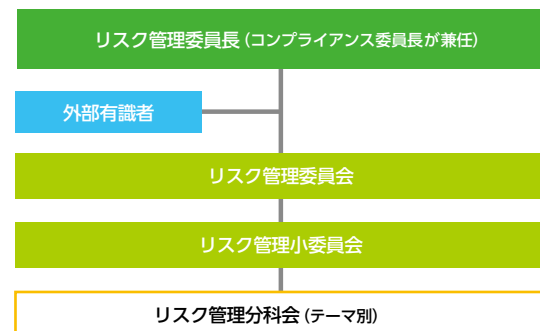 リスク管理委員長(コンプライアンス委員長が兼任)
外部有識者
リスク管理委員会
リスク管理小委員会
リスク管理分科会(テーマ別)